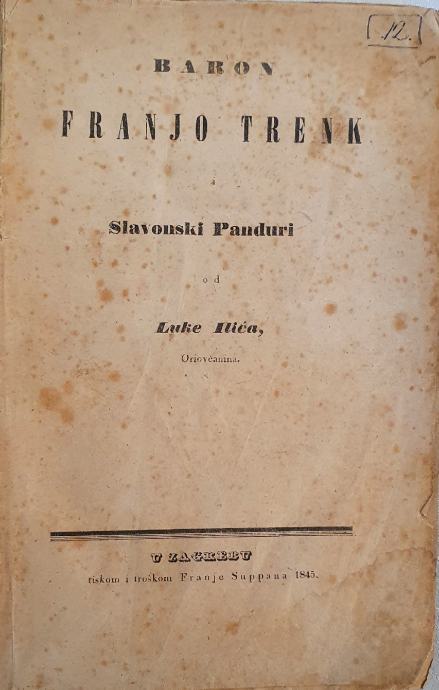 12.
BARON
FRANJO TRENK
i
Slavonski Panduri
od
Luke Ilića,
Oriovčanina.
U ZAGREBU
tiskom i troškom Franje Suppana 1845.